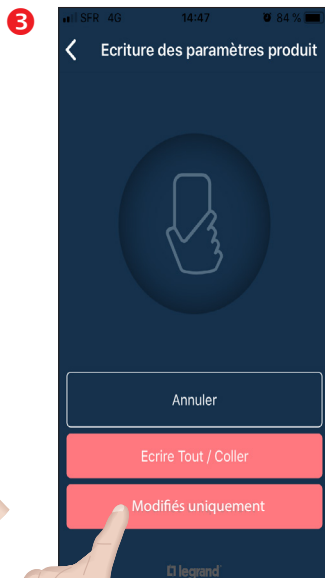 3
SFR 4G 14:47 84 %
Ecriture des paramètres produit
Annuler
Ecrire Tout / Coller
Modifiés uniquement
legrand